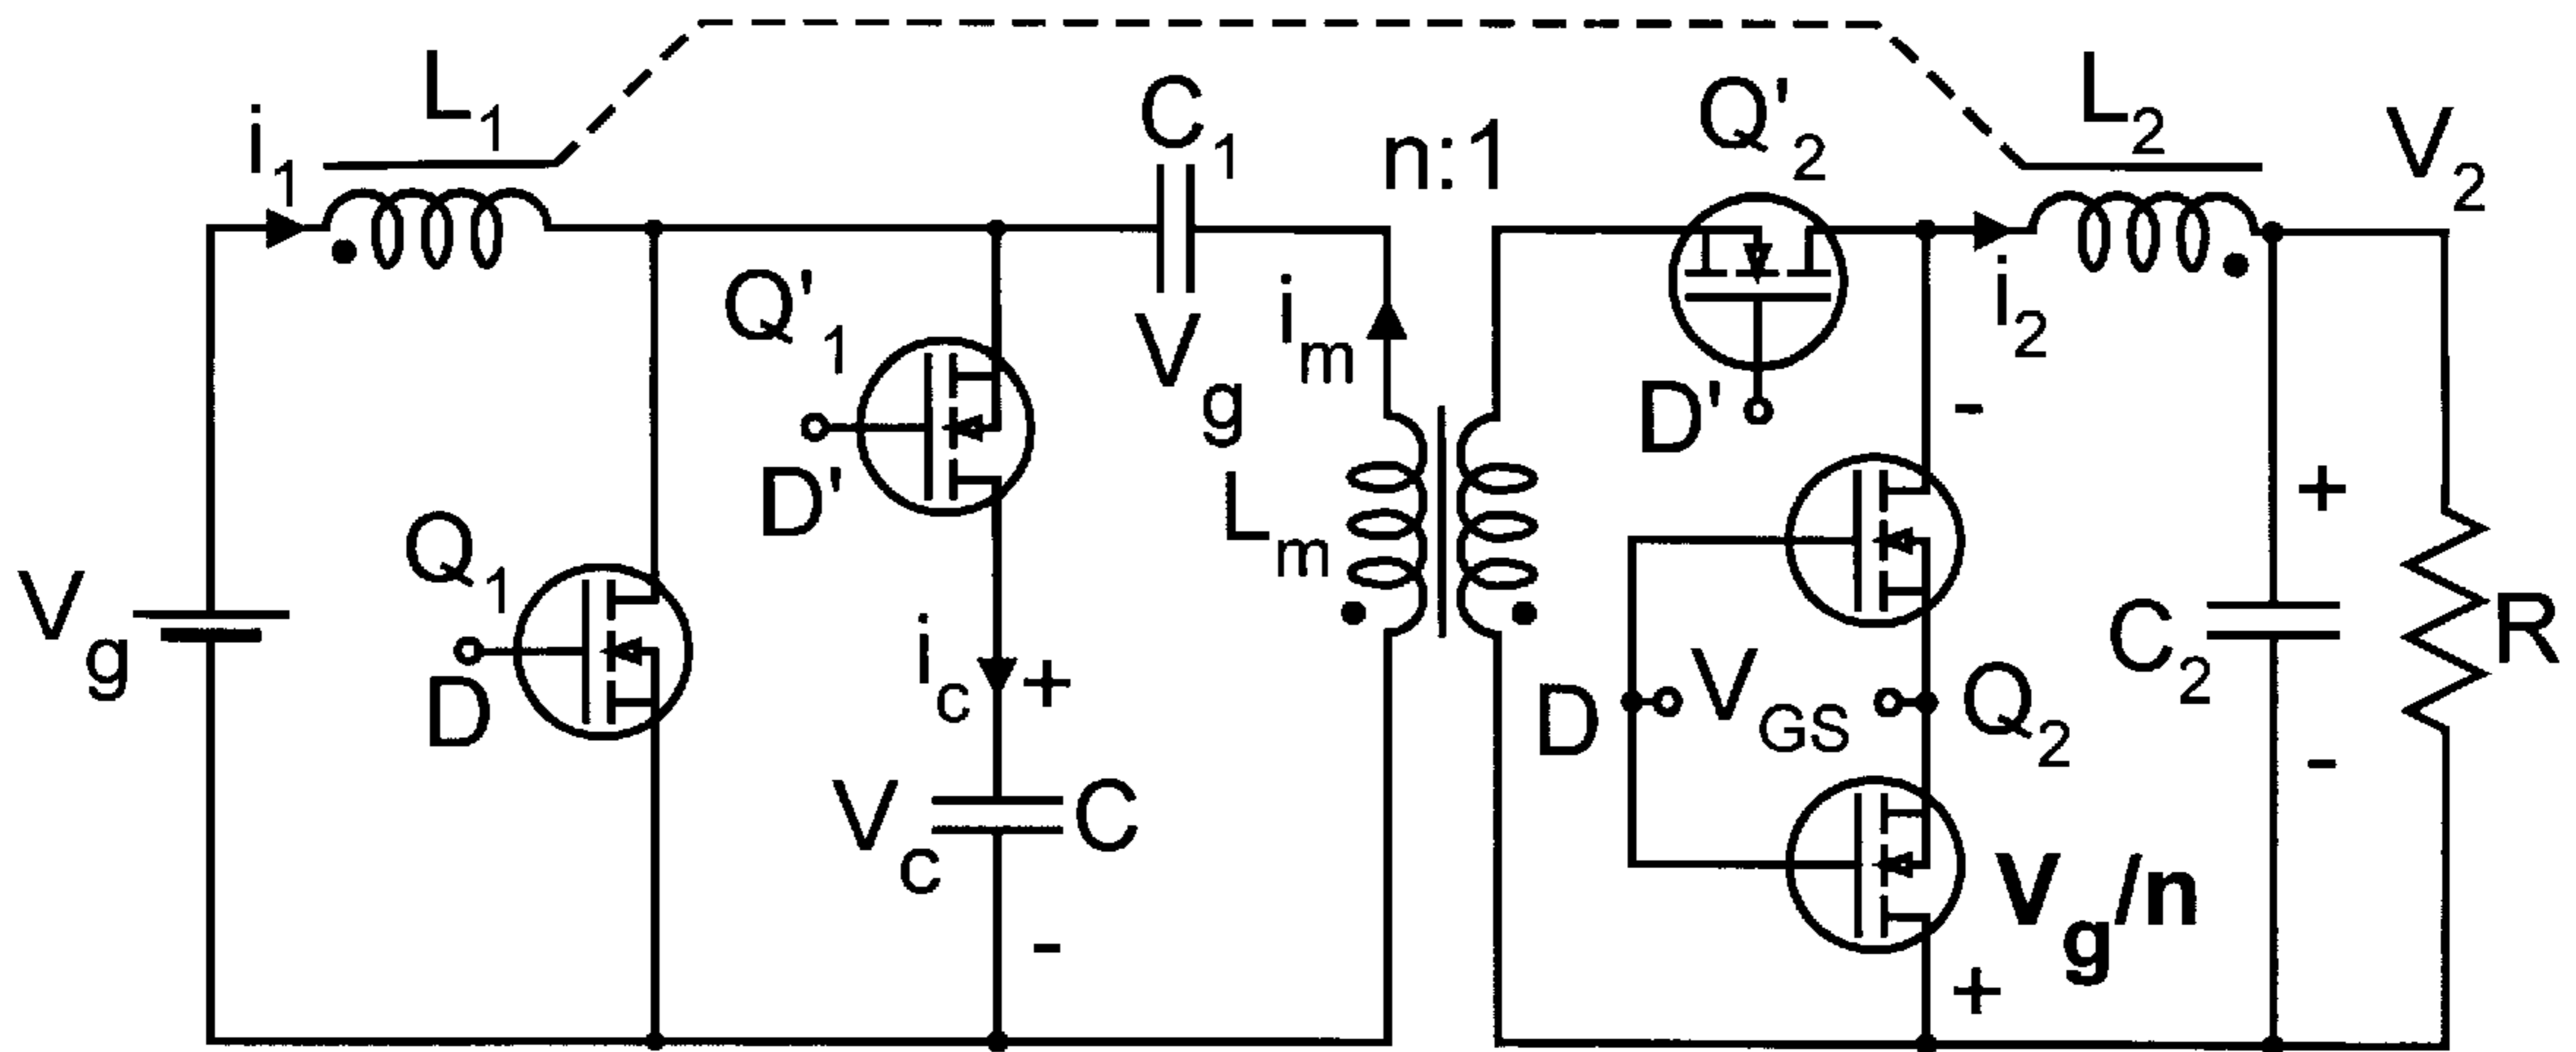 i1
L1
C1
n:1
Q'2
L2
V2
Q'1
Vg
im
D'
i2
-
D'
Lm
+
Q1
Vg
D
ic
+
Vc
C
-
D
VGS
Q2
C2
R
-
Vg/n
+